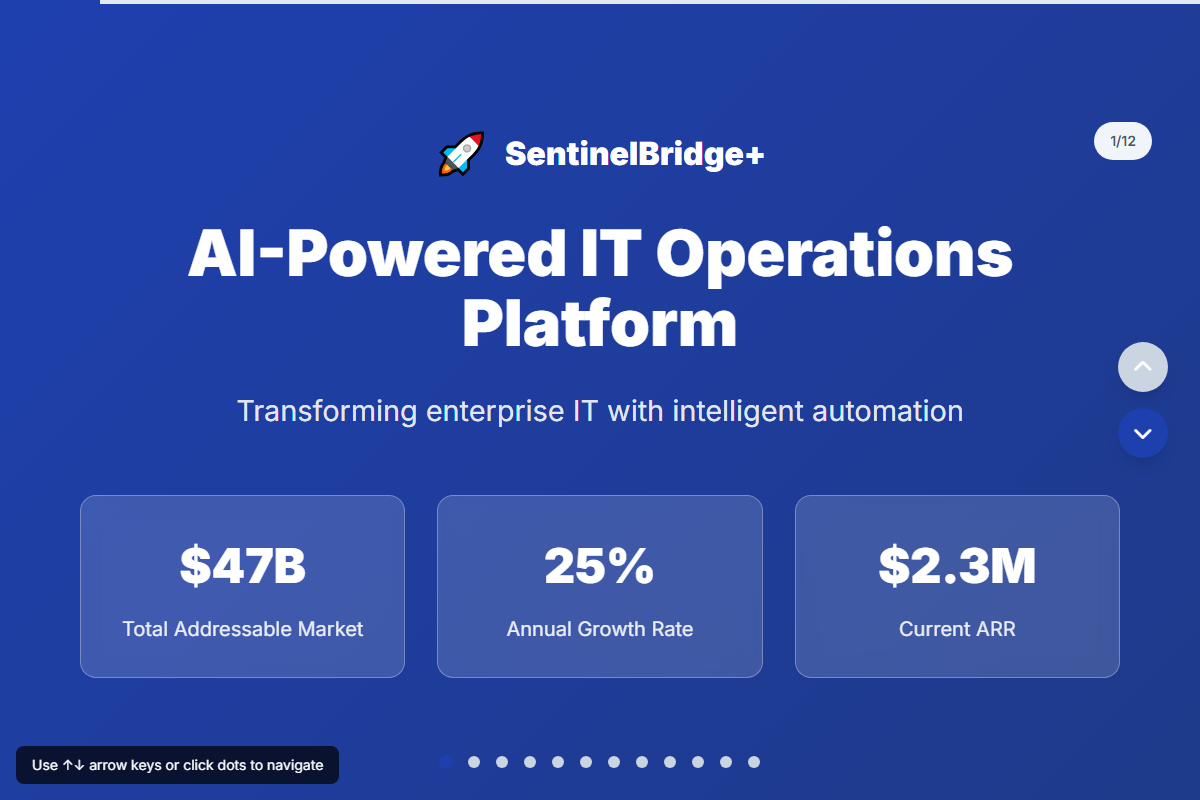 SentinelBridge+
1/12
AI-Powered IT Operations
Platform
Transforming enterprise IT with intelligent automation
$47B
Total Addressable Market
25%
Annual Growth Rate
$2.3M
Current ARR
Use ↑↓ arrow keys or click dots to navigate